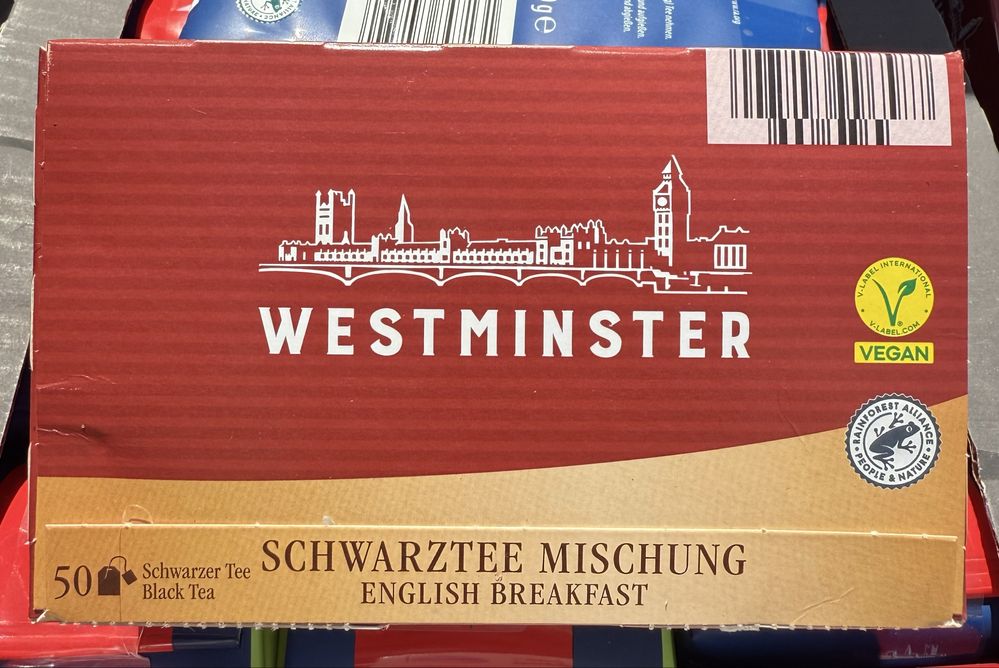 WESTMINSTER
V-LABEL INTERNATIONAL
V-LABEL.COM
VEGAN
RAINFOREST ALLIANCE
PEOPLE & NATURE
50
Schwarzer Tee
Black Tea
SCHWARZTEE MISCHUNG
ENGLISH BREAKFAST